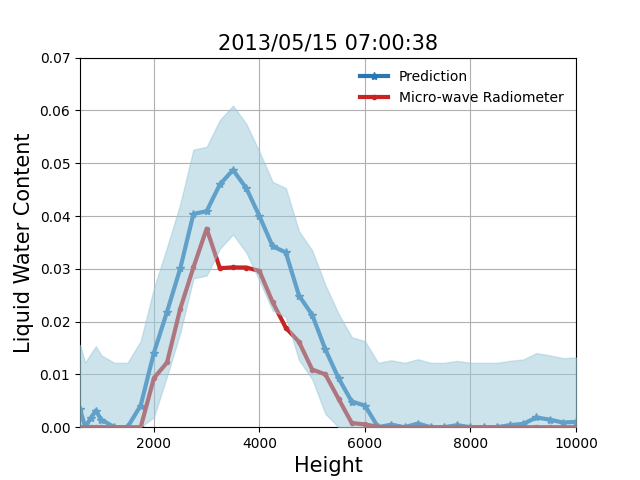 2013/05/15 07:00:38
Prediction
Micro-wave Radiometer
Liquid Water Content
0.07
0.06
0.05
0.04
0.03
0.02
0.01
0.00
2000 4000 6000 8000 10000
Height